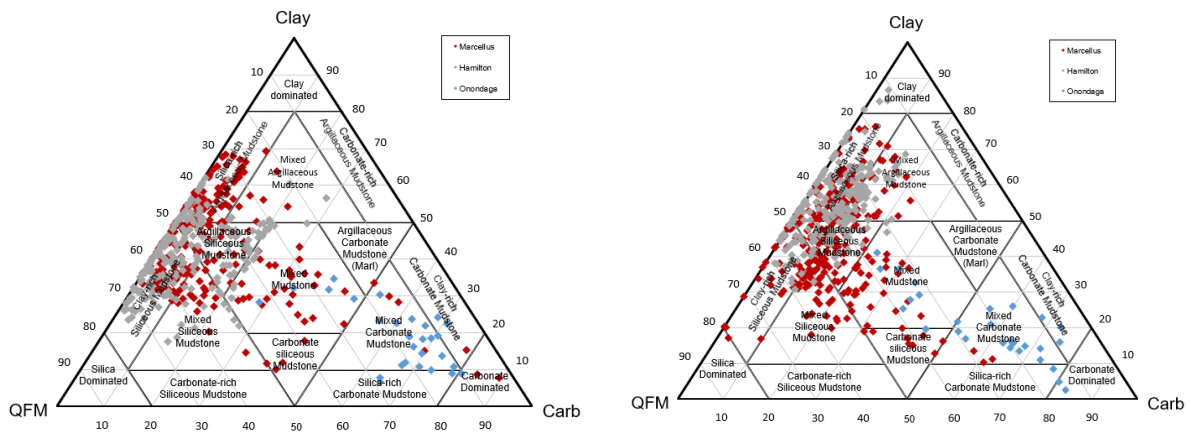 Clay
Marcellus
Hamilton
Onondaga
10
90
Clay
dominated
20
80
30
70
Silica-rich
Argillaceous Mudstone
Carbonate-rich
Argillaceous Mudstone
Mixed
Argillaceous
Mudstone
40
60
50
50
Argillaceous
Siliceous
Mudstone
Argillaceous
Carbonate
Mudstone
(Marl)
60
40
Mixed
Mudstone
70
30
Clay-rich
Siliceous Mudstone
Clay-rich
Carbonate Mudstone
Mixed
Siliceous
Mudstone
Mixed
Carbonate
Mudstone
80
20
Carbonate
siliceous
Mudstone
90
10
Silica
Dominated
Carbonate-rich
Siliceous Mudstone
Silica-rich
Carbonate Mudstone
Carbonate
Dominated
QFM
Carb
10
20
30
40
50
60
70
80
90
Clay
Marcellus
Hamilton
Onondaga
10
90
Clay
dominated
20
80
30
70
Silica-rich
Argillaceous Mudstone
Carbonate-rich
Argillaceous Mudstone
Mixed
Argillaceous
Mudstone
40
60
50
50
Argillaceous
Siliceous
Mudstone
Argillaceous
Carbonate
Mudstone
(Marl)
60
40
Mixed
Mudstone
70
30
Clay-rich
Siliceous Mudstone
Clay-rich
Carbonate Mudstone
Mixed
Siliceous
Mudstone
Mixed
Carbonate
Mudstone
80
20
Carbonate
siliceous
Mudstone
90
10
Silica
Dominated
Carbonate-rich
Siliceous Mudstone
Silica-rich
Carbonate Mudstone
Carbonate
Dominated
QFM
Carb
10
20
30
40
50
60
70
80
90